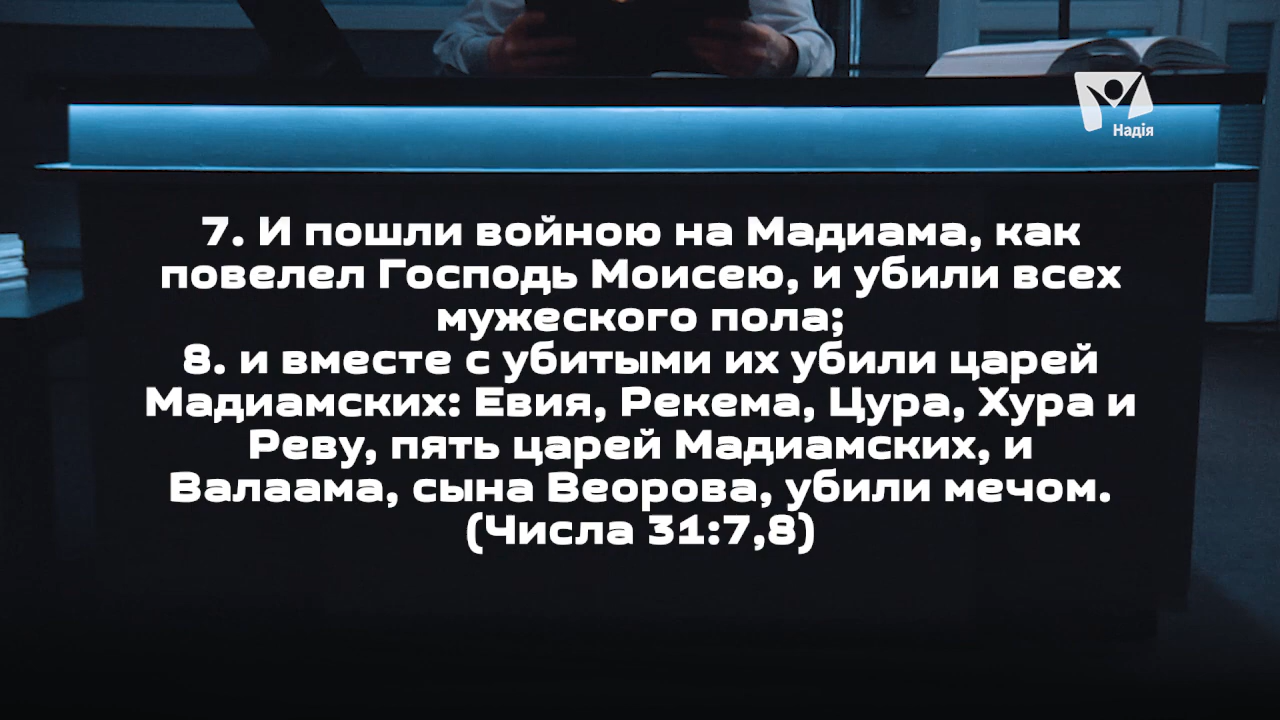 Надія
7. И пошли войною на Мадиама, как
повелел Господь Моисею, и убили всех
мужеского пола;
8. и вместе с убитыми их убили царей
Мадиамских: Евия, Рекема, Цура, Хура и
Реву, пять царей Мадиамских, и
Валаама, сына Веорова, убили мечом.
(Числа 31:7,8)